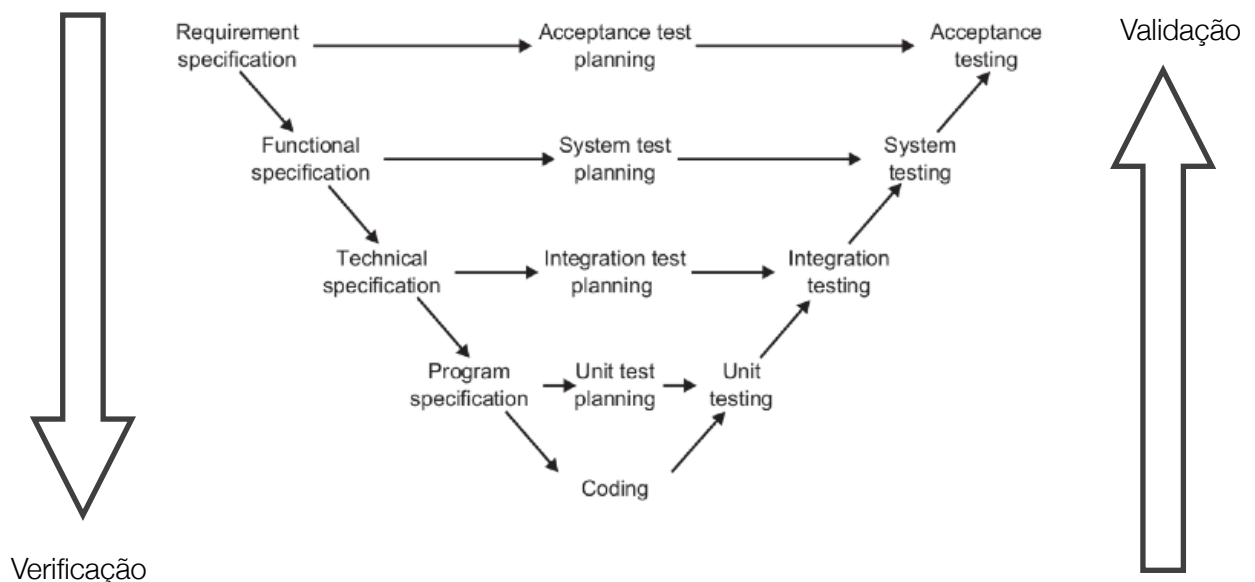 Requirement
specification
Acceptance test
planning
Acceptance
testing
Validação
Functional
specification
System test
planning
System
testing
Technical
specification
Integration test
planning
Integration
testing
Program
specification
Unit test
planning
Unit
testing
Coding
Verificação